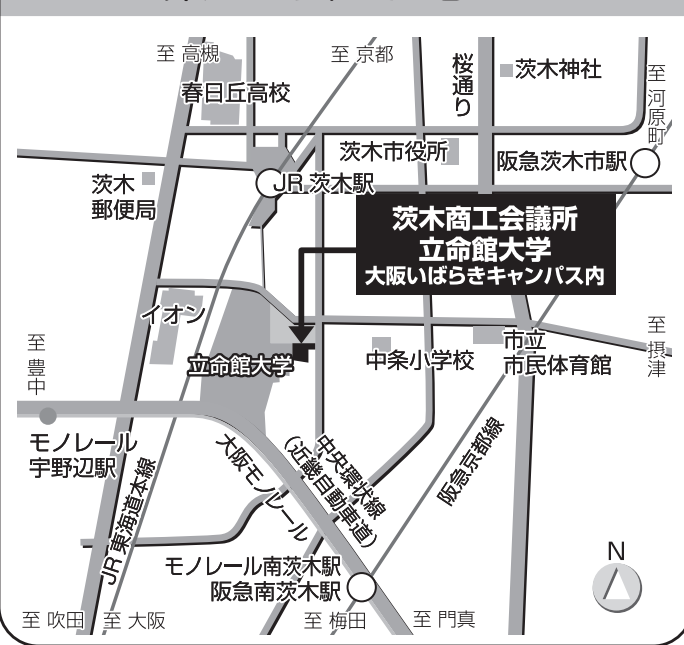 至 高槻
至 京都
桜通り
茨木神社
至 河原町
春日丘高校
茨木市役所
阪急茨木市駅
茨木
郵便局
JR 茨木駅
茨木商工会議所
立命館大学
大阪いばらきキャンパス内
イオン
至 豊中
立命館大学
中条小学校
市立
市民体育館
至 摂津
モノレール
宇野辺駅
JR東海道本線
大阪モノレール
中央環状線
(近畿自動車道)
阪急京都線
モノレール南茨木駅
阪急南茨木駅
N
至 吹田
至 大阪
至 梅田
至 門真